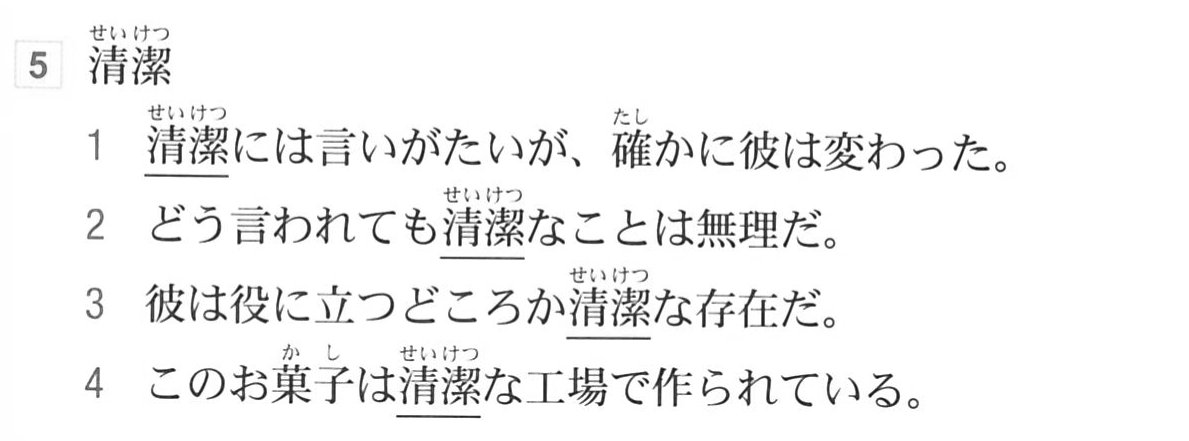 せいけつ
5 清潔
せいけつ たし
1 清潔には言いがたいが、確かに彼は変わった。
せいけつ
2 どう言われても清潔なことは無理だ。
せいけつ
3 彼は役に立つどころか清潔な存在だ。
かし せいけつ
4 このお菓子は清潔な工場で作られている。